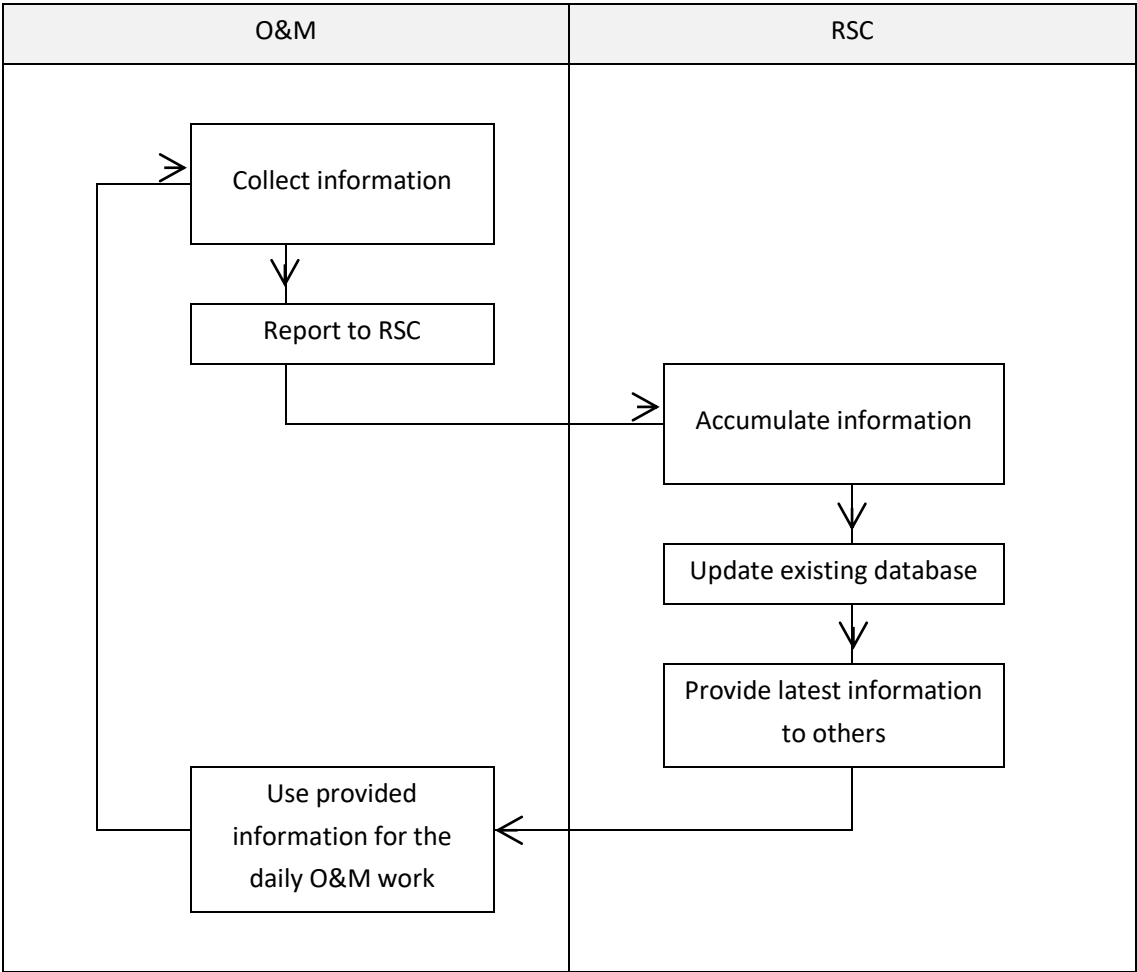 O&M
RSC
Collect information
Report to RSC
Accumulate information
Update existing database
Provide latest information
to others
Use provided
information for the
daily O&M work